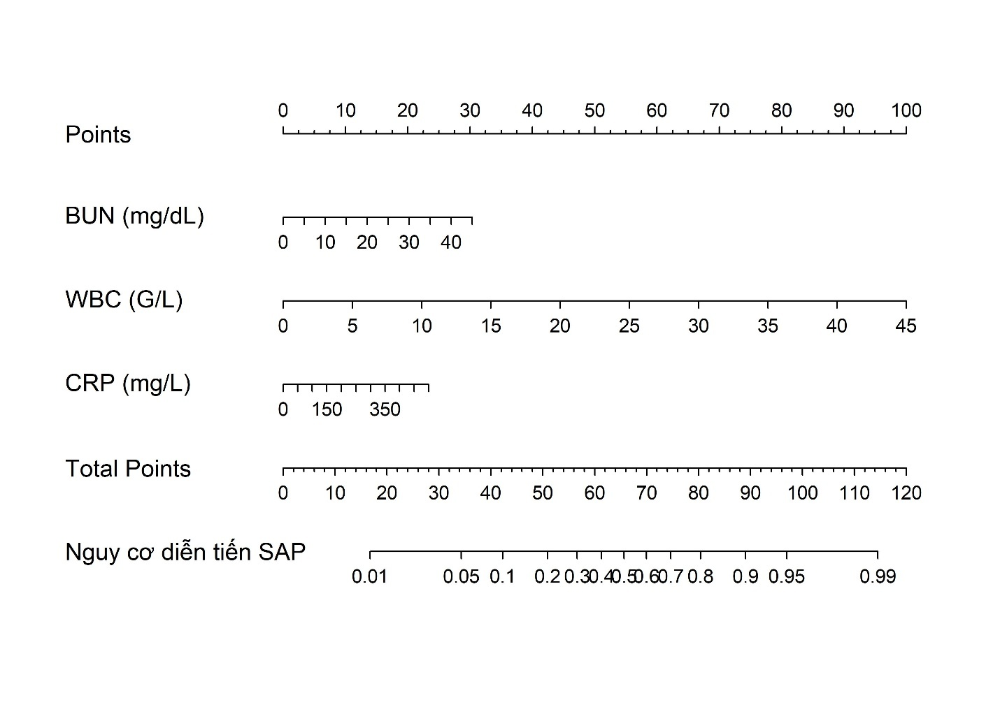 0 10 20 30 40 50 60 70 80 90 100
Points
BUN (mg/dL)
0 10 20 30 40
WBC (G/L)
0 5 10 15 20 25 30 35 40 45
CRP (mg/L)
0 150 350
Total Points
0 10 20 30 40 50 60 70 80 90 100 110 120
Nguy cơ diễn tiến SAP
0.01 0.05 0.1 0.2 0.3 0.4 0.5 0.6 0.7 0.8 0.9 0.95 0.99